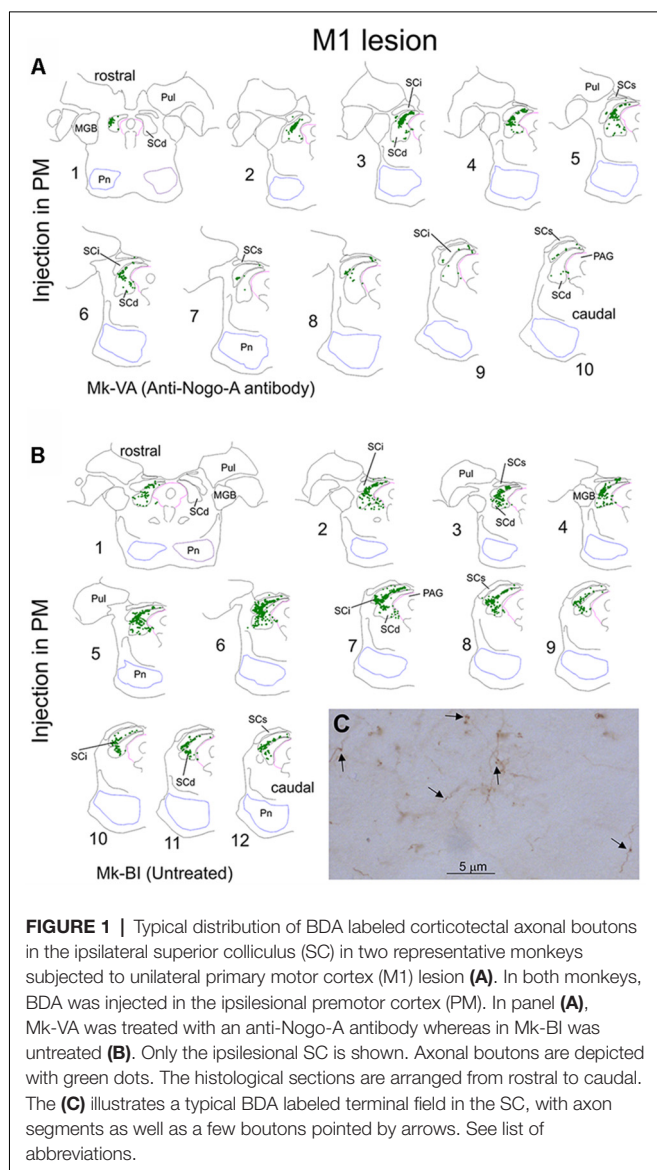 M1 lesion
A
rostral
Pul
MGB
SCd
Pn
1
2
SCi
SCd
3
4
Pul
SCs
5
Injection in PM
SCi
SCd
6
SCs
Pn
7
8
SCi
9
SCs
PAG
SCd
caudal
10
Mk-VA (Anti-Nogo-A antibody)
B
rostral
Pul
MGB
SCd
Pn
1
SCi
2
Pul
SCs
SCd
3
MGB
4
Injection in PM
Pul
Pn
5
6
SCi
PAG
SCd
7
SCs
8
9
SCi
10
SCd
11
SCs
caudal
Pn
12
Mk-BI (Untreated)
C
5 µm
FIGURE 1 | Typical distribution of BDA labeled corticotectal axonal boutons
in the ipsilateral superior colliculus (SC) in two representative monkeys
subjected to unilateral primary motor cortex (M1) lesion (A). In both monkeys,
BDA was injected in the ipsilesional premotor cortex (PM). In panel (A),
Mk-VA was treated with an anti-Nogo-A antibody whereas in Mk-BI was
untreated (B). Only the ipsilesional SC is shown. Axonal boutons are depicted
with green dots. The histological sections are arranged from rostral to caudal.
The (C) illustrates a typical BDA labeled terminal field in the SC, with axon
segments as well as a few boutons pointed by arrows. See list of
abbreviations.